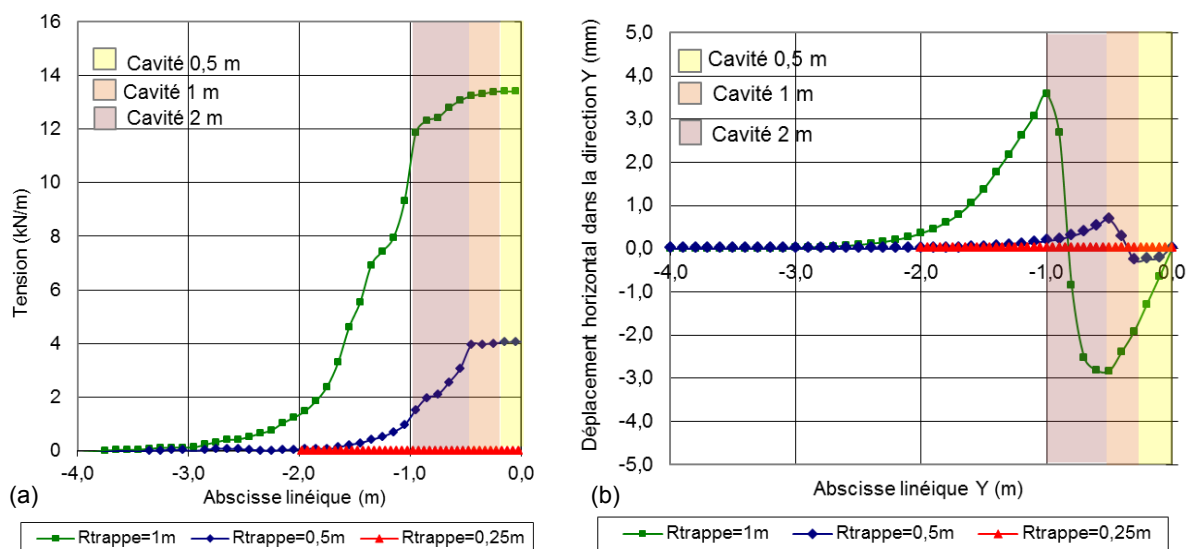 16
14
12
10
8
6
4
2
0
Tension (kN/m)
Cavité 0,5 m
Cavité 1 m
Cavité 2 m
-4,0 -3,0 -2,0 -1,0 0,0
Abscisse linéique (m)
(a)
Rtrappe=1m Rtrappe=0,5m Rtrappe=0,25m
5,0
4,0
3,0
2,0
1,0
0,0
-1,0
-2,0
-3,0
-4,0
-5,0
Déplacement horizontal dans la direction Y (mm)
Cavité 0,5 m
Cavité 1 m
Cavité 2 m
-4,0 -3,0 -2,0 -1,0 0,0
Abscisse linéique Y (m)
(b)
Rtrappe=1m Rtrappe=0,5m Rtrappe=0,25m